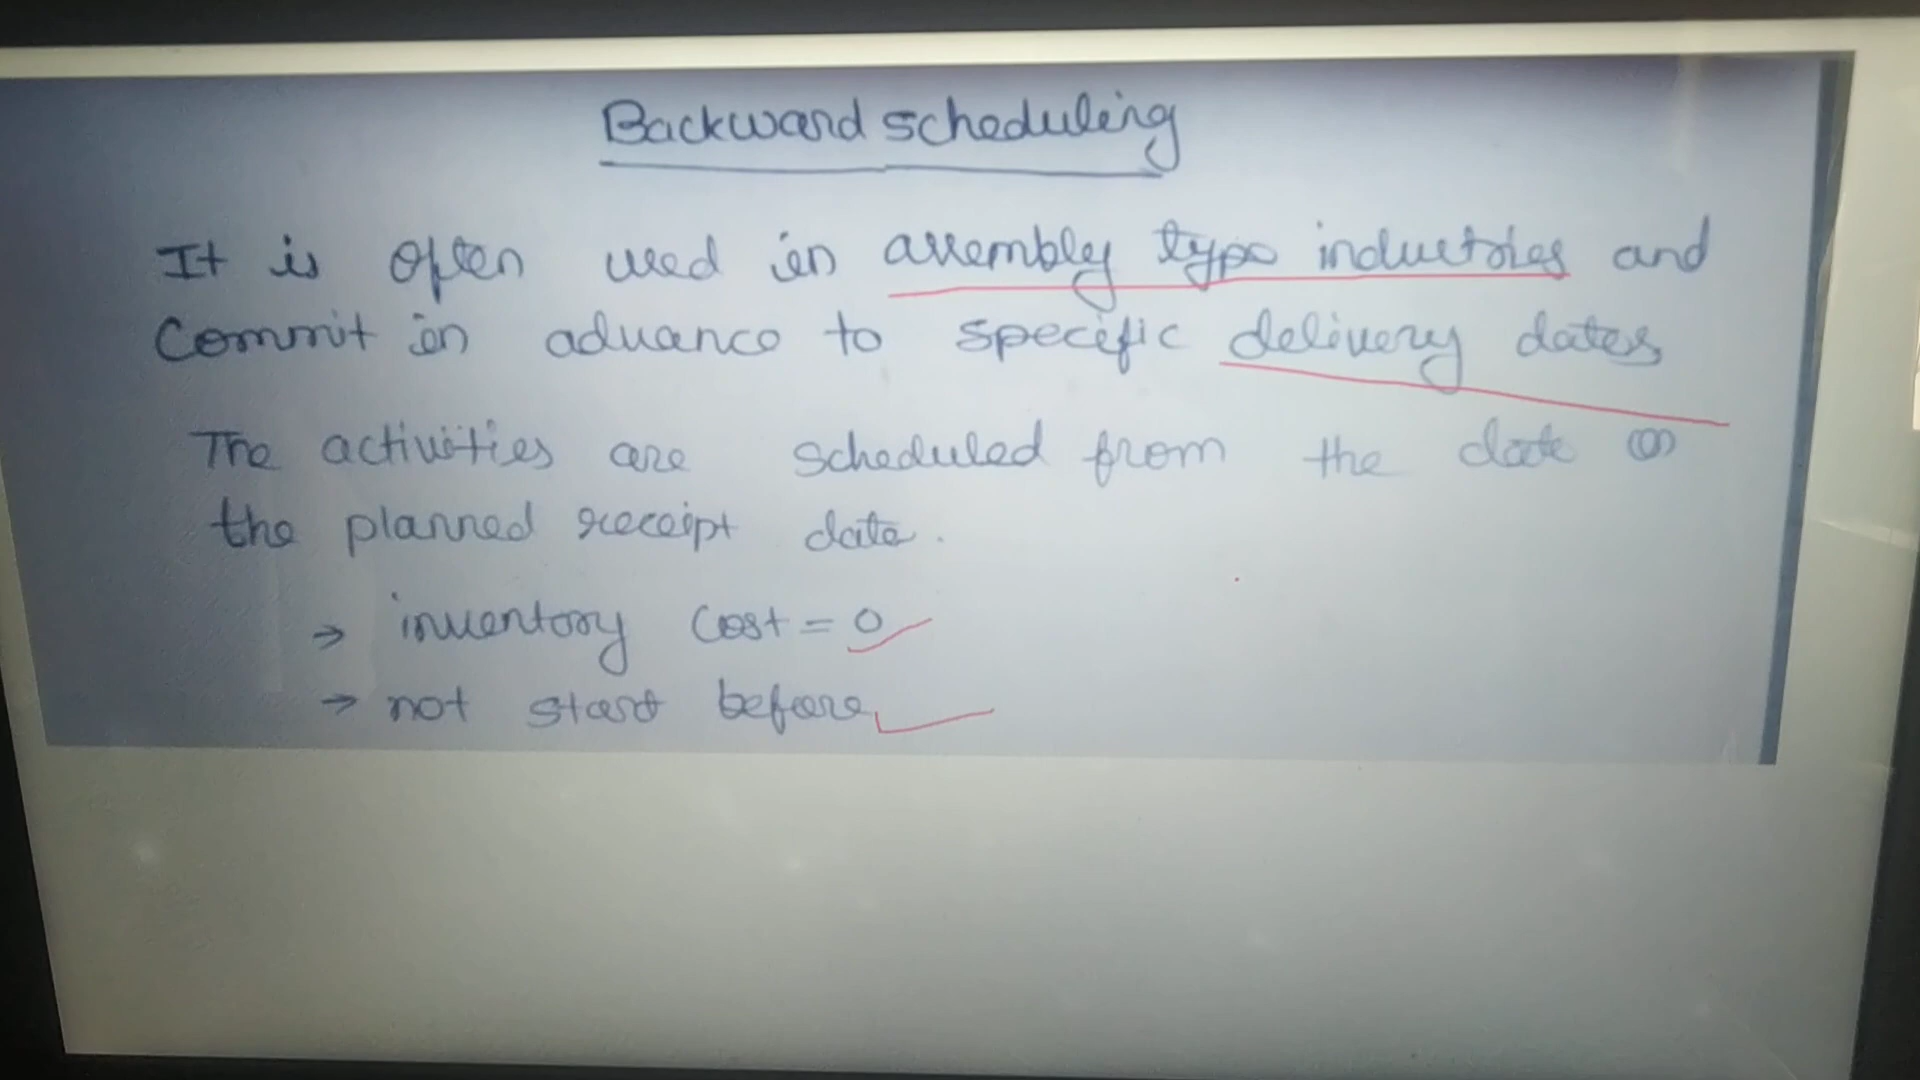 Backward scheduling
It is often used in assembly type industries and
Commit in advance to specific delivery dates
The activities are scheduled from the date or
the planned receipt date.
→ inventory cost = 0
→ not start before